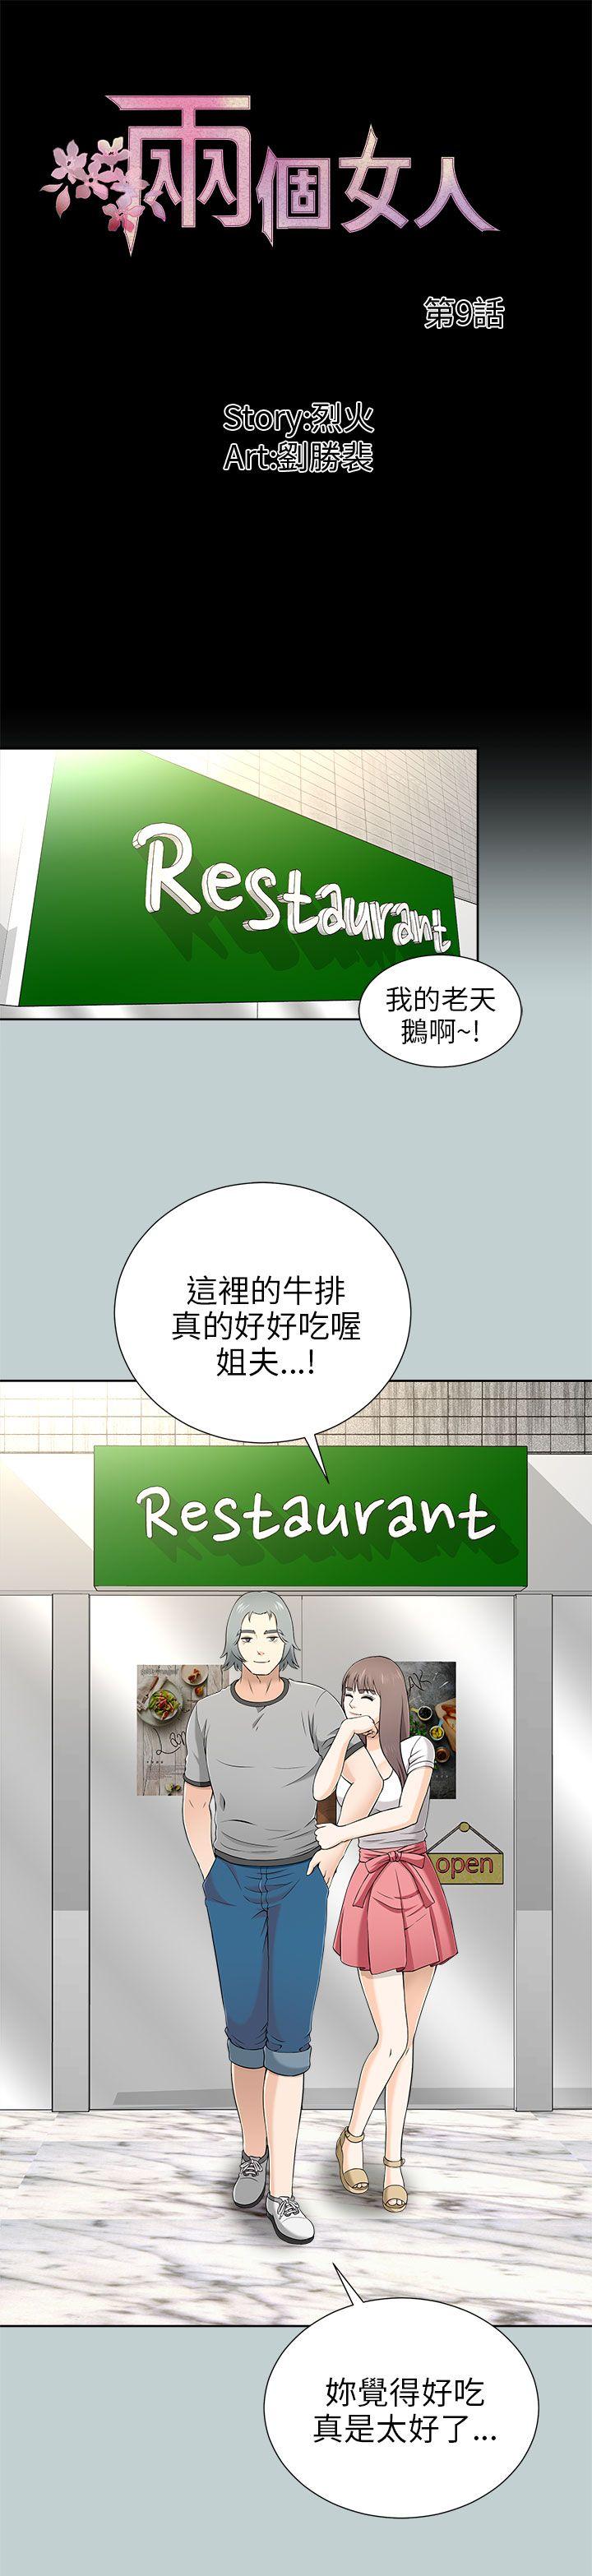 兩個女人
第9話
Story:烈火
Art:劉勝裴
Restaurant
我的老天
鵝啊~!
這裡的牛排
真的好好吃喔
姐夫...!
Restaurant
open
妳覺得好吃
真是太好了...